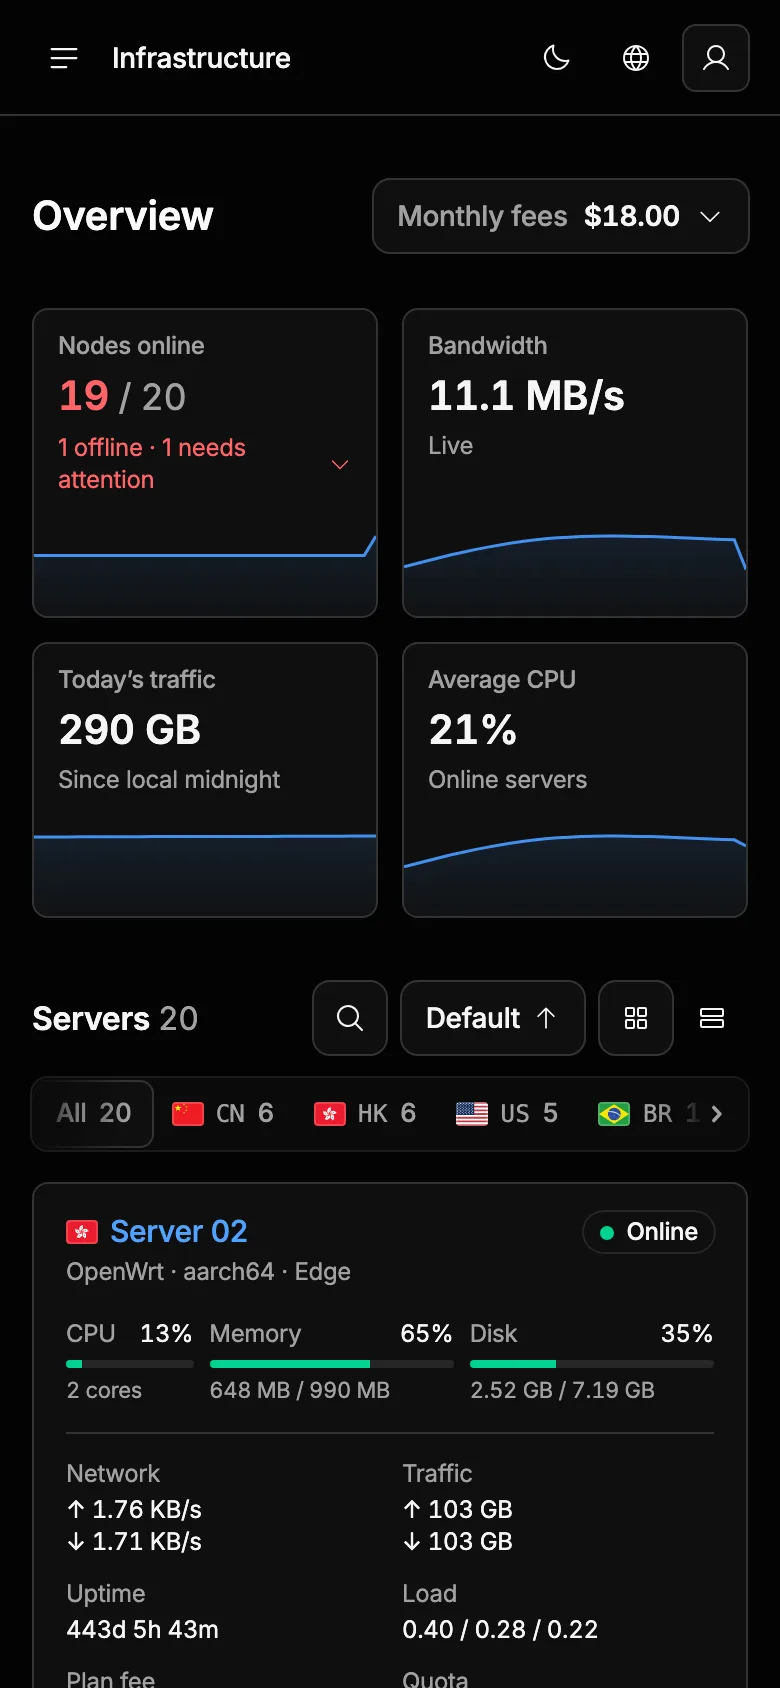 Infrastructure
Overview
Monthly fees $18.00
Nodes online
19 / 20
1 offline · 1 needs
attention
Bandwidth
11.1 MB/s
Live
Today’s traffic
290 GB
Since local midnight
Average CPU
21%
Online servers
Servers 20
Default ↑
All 20 CN 6 HK 6 US 5 BR 1
Server 02
Online
OpenWrt · aarch64 · Edge
CPU 13% Memory 65% Disk 35%
2 cores 648 MB / 990 MB 2.52 GB / 7.19 GB
Network
↑ 1.76 KB/s
↓ 1.71 KB/s
Traffic
↑ 103 GB
↓ 103 GB
Uptime
443d 5h 43m
Load
0.40 / 0.28 / 0.22
Plan fee
Quota